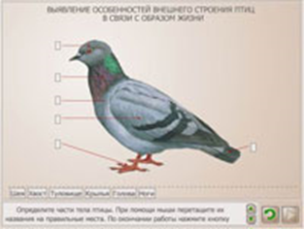 ВЫЯВЛЕНИЕ ОСОБЕННОСТЕЙ ВНЕШНЕГО СТРОЕНИЯ ПТИЦ
В СВЯЗИ С ОБРАЗОМ ЖИЗНИ
Шея Хвост Туловище Крылья Голова Ноги
Определите части тела птицы. При помощи мыши перетащите их
названия на правильные места. По окончании работы нажмите кнопку